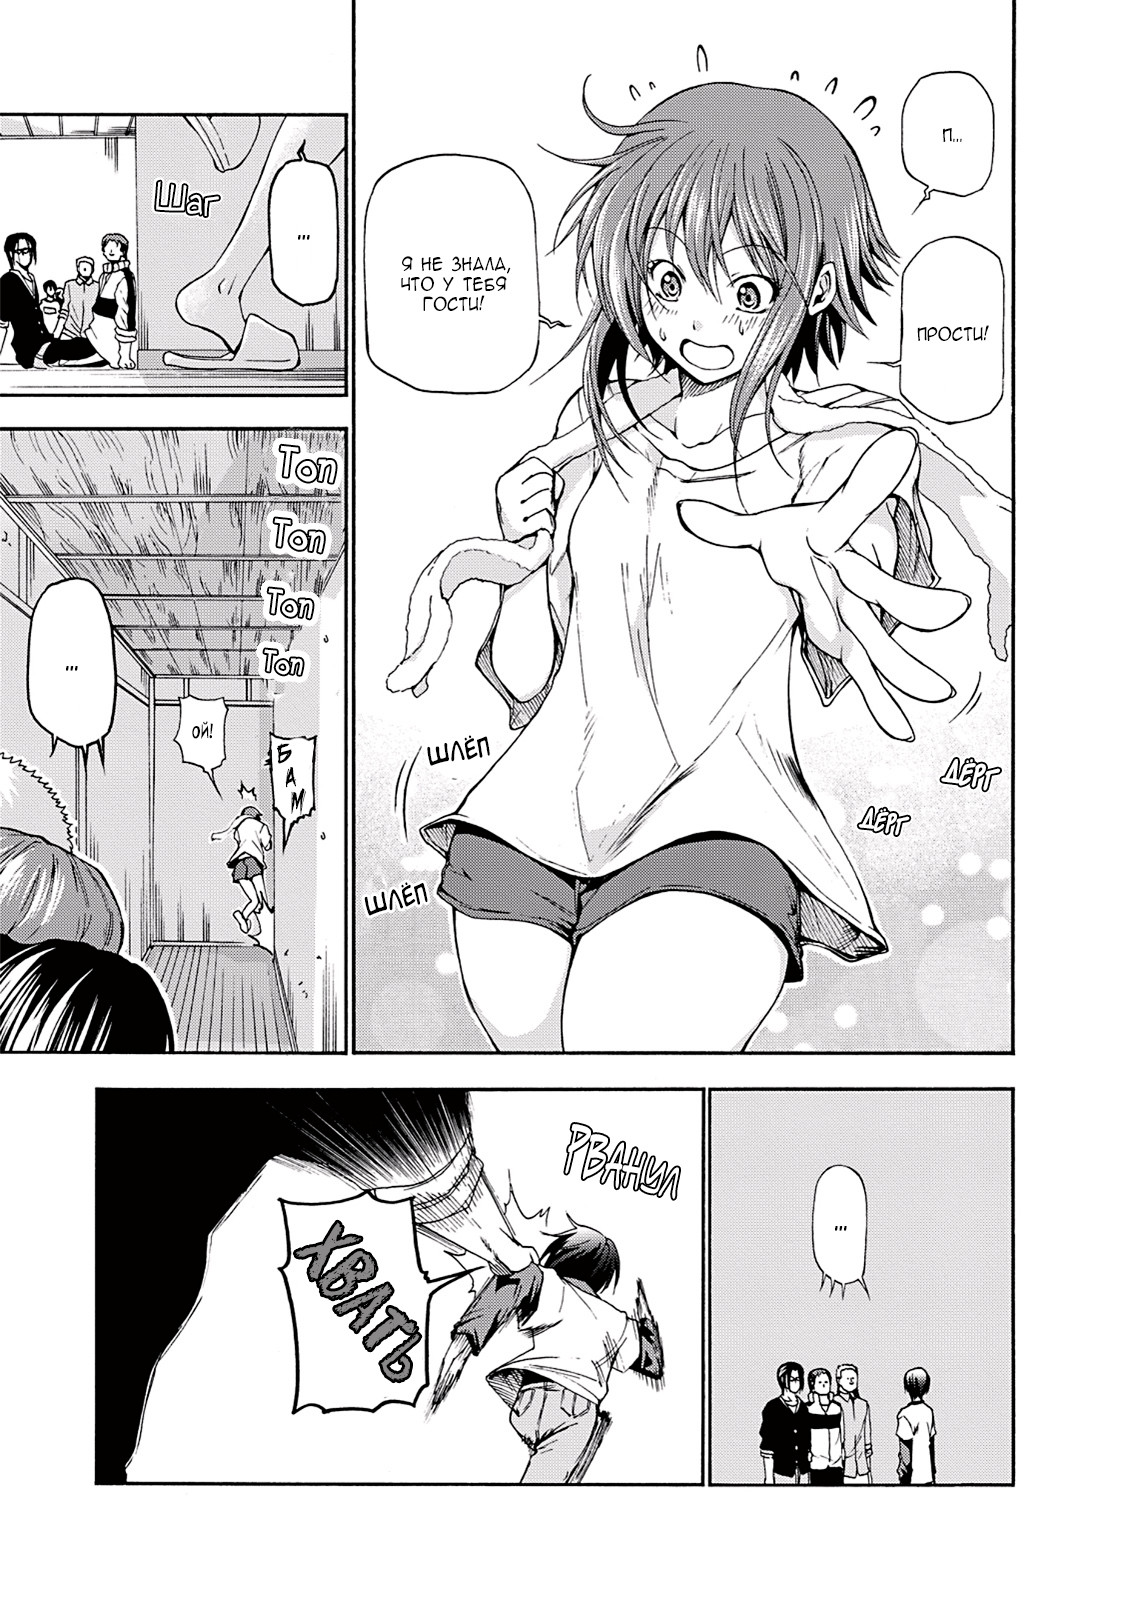 П...
ПРОСТИ!
Я НЕ ЗНАЛА,
ЧТО У ТЕБЯ
ГОСТИ!
ШЛЁП
ШЛЁП
ДЁРГ
ДЁРГ
...
Шаг
Топ
Топ
Топ
Топ
...
ОЙ!
БАМ
...
РВАНУЛ
ХВАТЬ